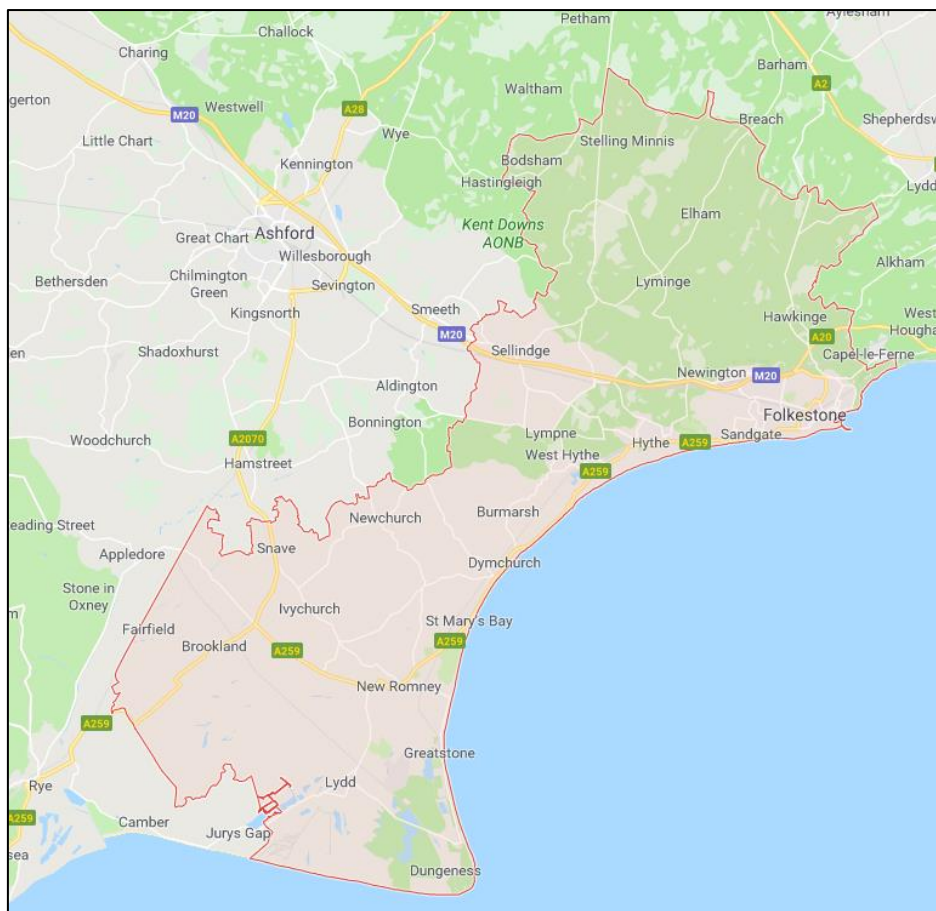 Petham
Aylesham
Challock
Charing
Barham
A2
gerton
Waltham
Westwell
A28
M20
Breach
Shepherdsw
Wye
Little Chart
Stelling Minnis
Kennington
Bodsham
Hastingleigh
Lydd
Elham
Kent Downs
AONB
Ashford
Great Chart
Willesborough
Alkham
Bethersden
Chilmington
Green
Sevington
Lyminge
Smeeth
Kingsnorth
Hawkinge
West
Hougha
M20
A20
en
Shadoxhurst
Sellindge
Capel-le-Ferne
Newington
M20
Aldington
Folkestone
Bonnington
Woodchurch
A2070
Lympne
Hythe
A259
Sandgate
West Hythe
Hamstreet
A259
Newchurch
Burmarsh
eading Street
Snave
Appledore
Dymchurch
Stone in
Oxney
Ivychurch
m
Fairfield
St Mary's Bay
Brookland
A259
A259
New Romney
A259
Greatstone
Rye
Lydd
A259
Camber
Jurys Gap
sea
Dungeness